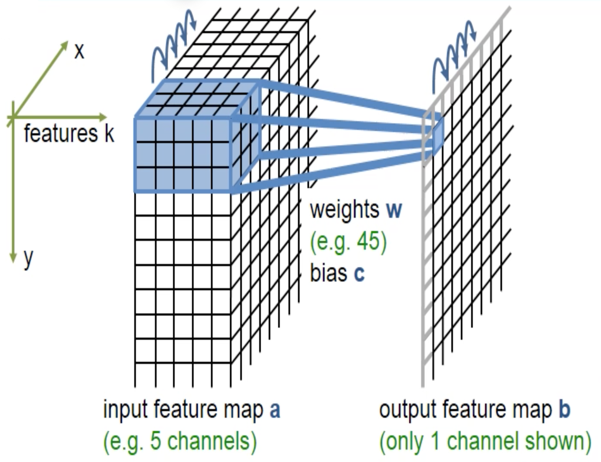 x
features k
y
weights w
(e.g. 45)
bias c
input feature map a
(e.g. 5 channels)
output feature map b
(only 1 channel shown)